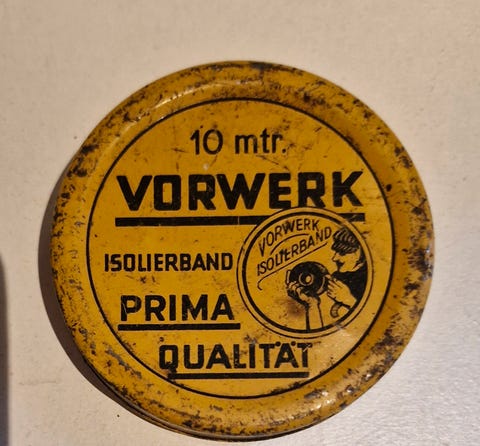 10 mtr.
VORWERK
ISOLIERBAND
VORWERK
ISOLIERBAND
PRIMA
QUALITÄT